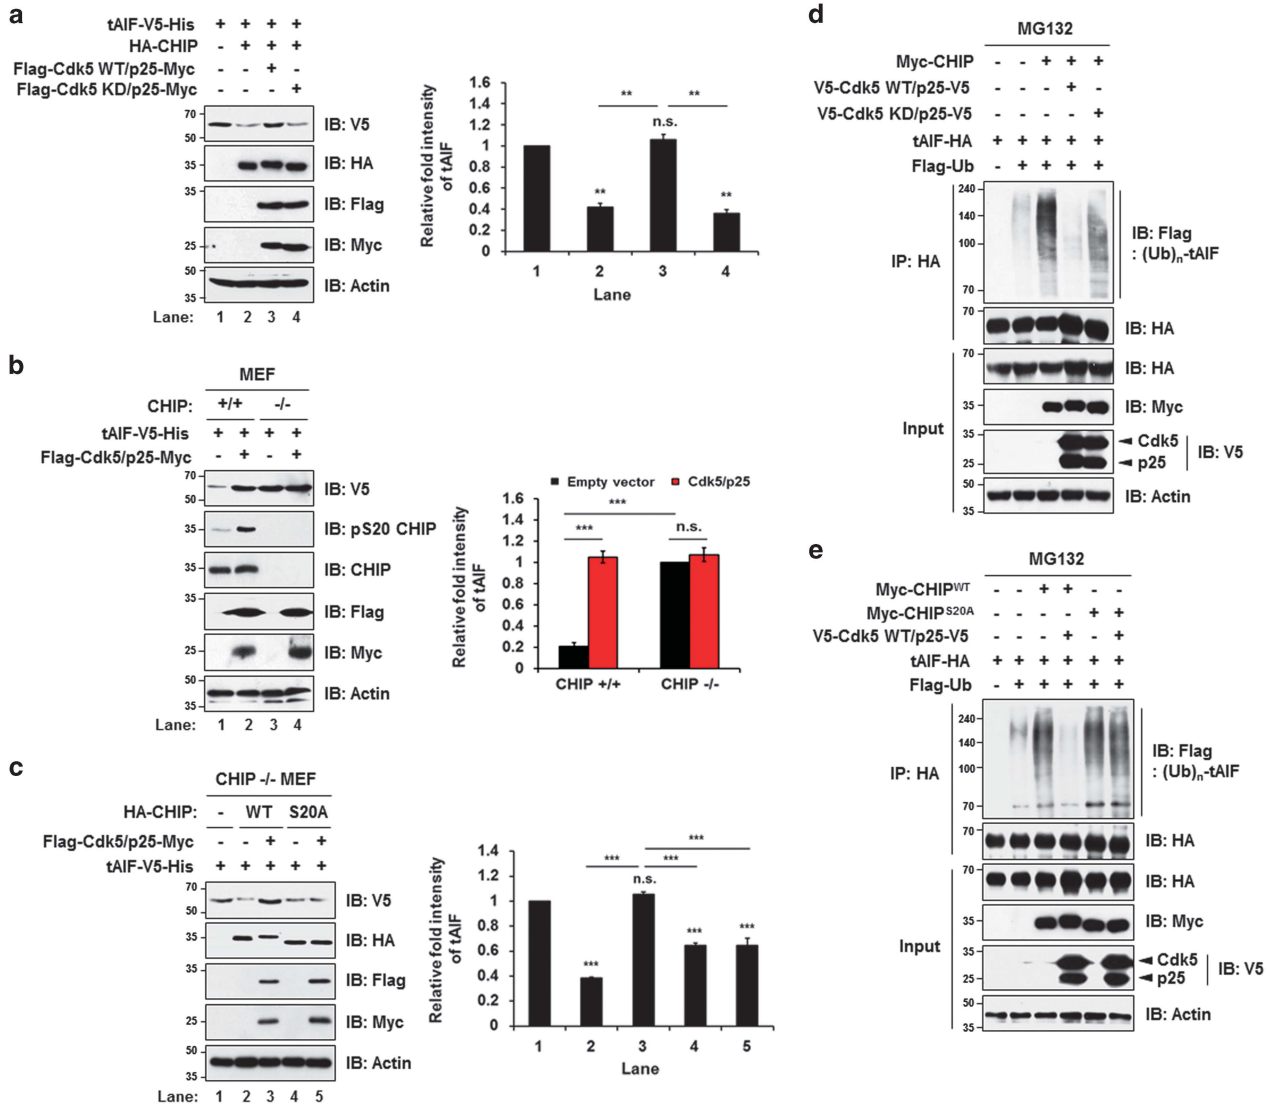 a
tAIF-V5-His + + + +
HA-CHIP - + + +
Flag-Cdk5 WT/p25-Myc - - + -
Flag-Cdk5 KD/p25-Myc - - - +
70
50
IB: V5
35
IB: HA
35
IB: Flag
25
IB: Myc
50
35
IB: Actin
Lane: 1 2 3 4
Relative fold intensity
of tAIF
1.6
1.4
1.2
1
0.8
0.6
0.4
0.2
0
** **
n.s.
** **
1 2 3 4
Lane
b
MEF
CHIP: +/+ -/-
tAIF-V5-His + + + +
Flag-Cdk5/p25-Myc - + - +
70
50
IB: V5
35
IB: pS20 CHIP
35
IB: CHIP
35
IB: Flag
25
IB: Myc
50
35
IB: Actin
Lane: 1 2 3 4
Empty vector Cdk5/p25
Relative fold intensity
of tAIF
1.6
1.4
1.2
1
0.8
0.6
0.4
0.2
0
***
*** n.s.
CHIP +/+ CHIP -/-
c
CHIP -/- MEF
HA-CHIP: - WT S20A
Flag-Cdk5/p25-Myc - - + - +
tAIF-V5-His + + + + +
70
50
IB: V5
35
IB: HA
35
IB: Flag
25
IB: Myc
50
35
IB: Actin
Lane: 1 2 3 4 5
Relative fold intensity
of tAIF
1.4
1.2
1
0.8
0.6
0.4
0.2
0
***
*** ***
n.s.
*** *** ***
1 2 3 4 5
Lane
d
MG132
Myc-CHIP - - + + +
V5-Cdk5 WT/p25-V5 - - - + -
V5-Cdk5 KD/p25-V5 - - - - +
tAIF-HA + + + + +
Flag-Ub - + + + +
240
140
100
70
IB: Flag
: (Ub)n-tAIF
IP: HA
70
IB: HA
70
IB: HA
35
IB: Myc
Input
35
25
Cdk5
p25
IB: V5
50
35
IB: Actin
e
MG132
Myc-CHIPWT - - + + - -
Myc-CHIPS20A - - - - + +
V5-Cdk5 WT/p25-V5 - - - + - +
tAIF-HA + + + + + +
Flag-Ub - + + + + +
240
140
100
70
IB: Flag
: (Ub)n-tAIF
IP: HA
70
IB: HA
70
IB: HA
35
IB: Myc
Input
35
25
Cdk5
p25
IB: V5
50
35
IB: Actin